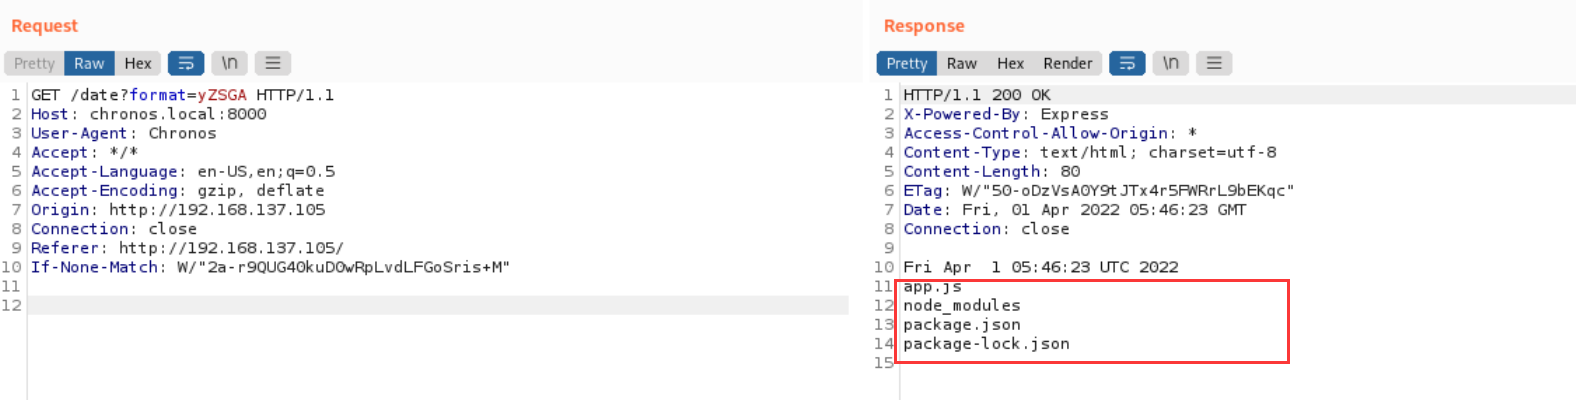 Request
Pretty Raw Hex \n
1 GET /date?format=yZSGA HTTP/1.1
2 Host: chronos.local:8000
3 User-Agent: Chronos
4 Accept: */*
5 Accept-Language: en-US,en;q=0.5
6 Accept-Encoding: gzip, deflate
7 Origin: http://192.168.137.105
8 Connection: close
9 Referer: http://192.168.137.105/
10 If-None-Match: W/"2a-r9QUG40kuD0wRpLvdLFGoSris+M"
11
12
Response
Pretty Raw Hex Render \n
1 HTTP/1.1 200 OK
2 X-Powered-By: Express
3 Access-Control-Allow-Origin: *
4 Content-Type: text/html; charset=utf-8
5 Content-Length: 80
6 ETag: W/"50-oDzVsA0Y9tJTx4r5FWRrL9bEKqc"
7 Date: Fri, 01 Apr 2022 05:46:23 GMT
8 Connection: close
9
10 Fri Apr  1 05:46:23 UTC 2022
11 app.js
12 node_modules
13 package.json
14 package-lock.json
15